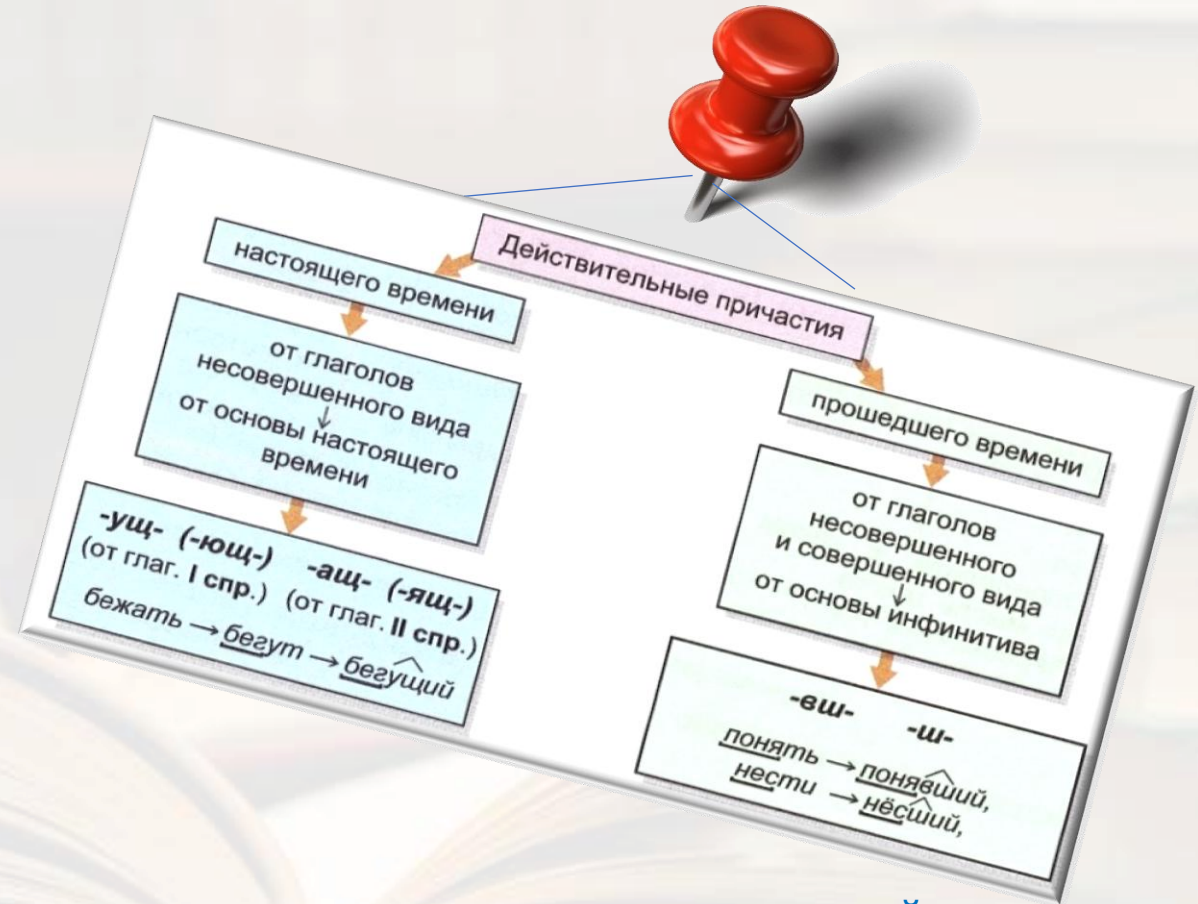 Действительные причастия
настоящего времени
от глаголов
несовершенного вида
↓
от основы настоящего
времени
-ущ- (-ющ-) -ащ- (-ящ-)
(от глаг. I спр.) (от глаг. II спр.)
бежать → бегут → бегущий
прошедшего времени
от глаголов
несовершенного
и совершенного вида
↓
от основы инфинитива
-вш- -ш-
понять → понявший,
нести → нёсший,